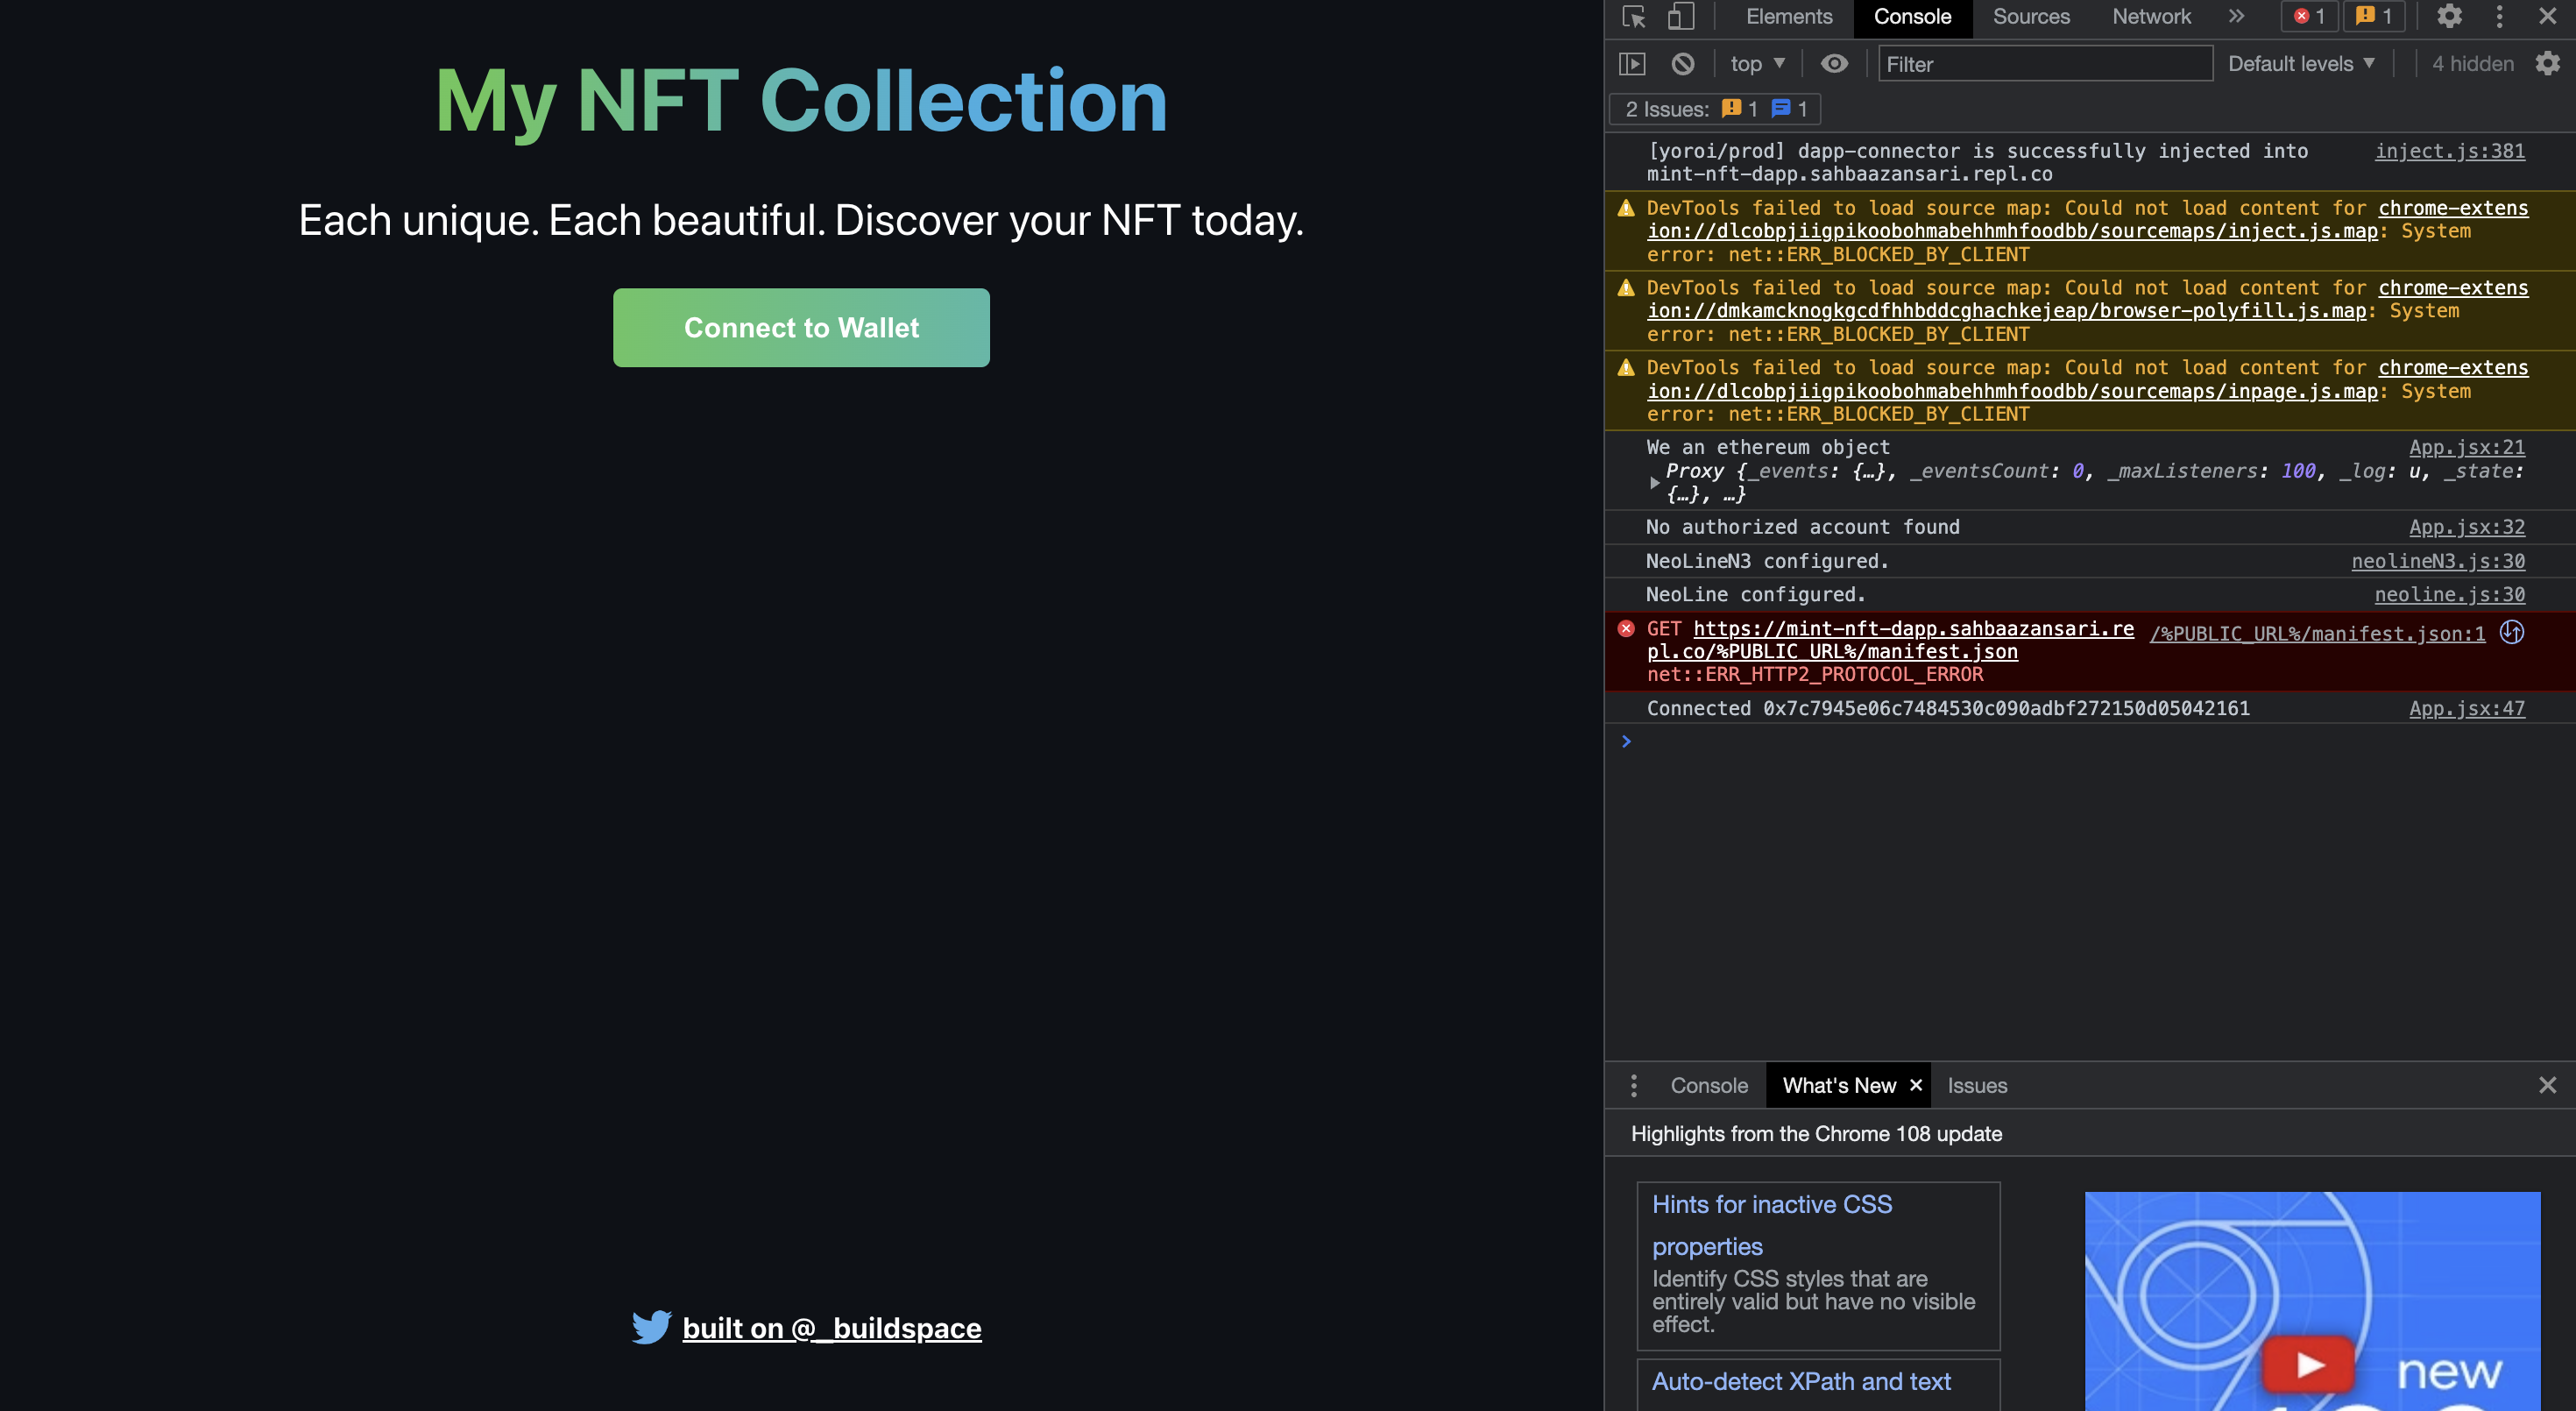 My NFT Collection
Each unique. Each beautiful. Discover your NFT today.
Connect to Wallet
built on @_buildspace
Elements Console Sources Network 1 1
top Filter Default levels 4 hidden
2 Issues: 1 1
[yoroi/prod] dapp-connector is successfully injected into inject.js:381
mint-nft-dapp.sahbaazansari.repl.co
DevTools failed to load source map: Could not load content for chrome-extens
ion://dlcobpjiigpikoobohmabehhmhfoodbb/sourcemaps/inject.js.map: System
error: net::ERR_BLOCKED_BY_CLIENT
DevTools failed to load source map: Could not load content for chrome-extens
ion://dmkamcknogkgcdfhhbddcghachkejeap/browser-polyfill.js.map: System
error: net::ERR_BLOCKED_BY_CLIENT
DevTools failed to load source map: Could not load content for chrome-extens
ion://dlcobpjiigpikoobohmabehhmhfoodbb/sourcemaps/inpage.js.map: System
error: net::ERR_BLOCKED_BY_CLIENT
We an ethereum object App.jsx:21
Proxy {_events: {…}, _eventsCount: 0, _maxListeners: 100, _log: u, _state:
{…}, …}
No authorized account found App.jsx:32
NeoLineN3 configured. neolineN3.js:30
NeoLine configured. neoline.js:30
GET https://mint-nft-dapp.sahbaazansari.re /%PUBLIC_URL%/manifest.json:1
pl.co/%PUBLIC_URL%/manifest.json
net::ERR_HTTP2_PROTOCOL_ERROR
Connected 0x7c7945e06c7484530c090adbf272150d05042161 App.jsx:47
Console What's New Issues
Highlights from the Chrome 108 update
Hints for inactive CSS
properties
Identify CSS styles that are
entirely valid but have no visible
effect.
Auto-detect XPath and text
new